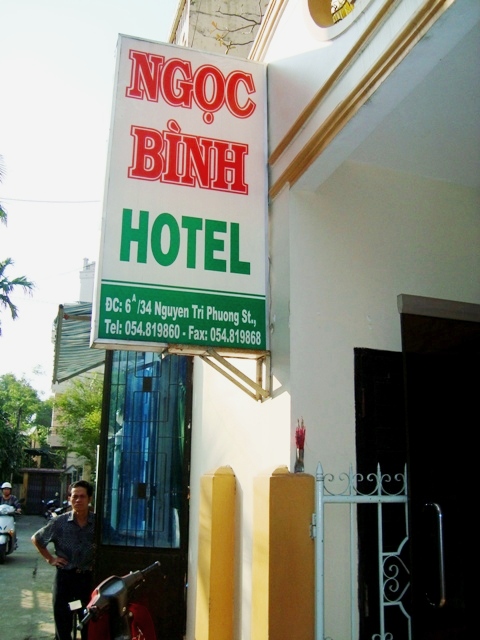 NGỌC
BÌNH
HOTEL
ĐC: 6A/34 Nguyen Tri Phuong St.,
Tel: 054.819860 - Fax: 054.819868